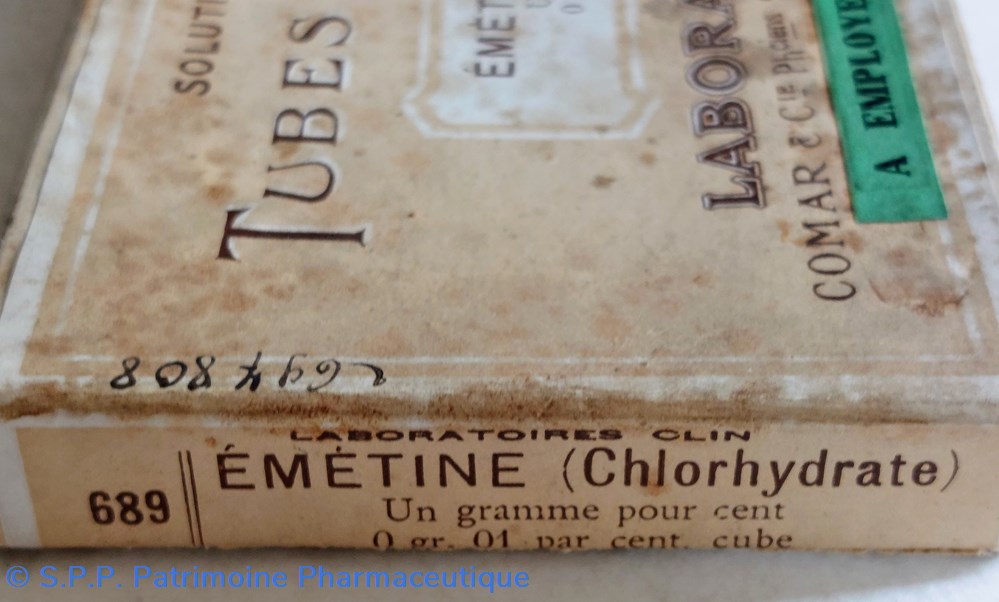 SOLUTI
TUBES
ÉMÉT
LABORA
COMAR & Cie Phciens
A EMPLOYE
LABORATOIRES CLIN
689
ÉMÉTINE (Chlorhydrate)
Un gramme pour cent
0 gr. 01 par cent. cube
© S.P.P. Patrimoine Pharmaceutique